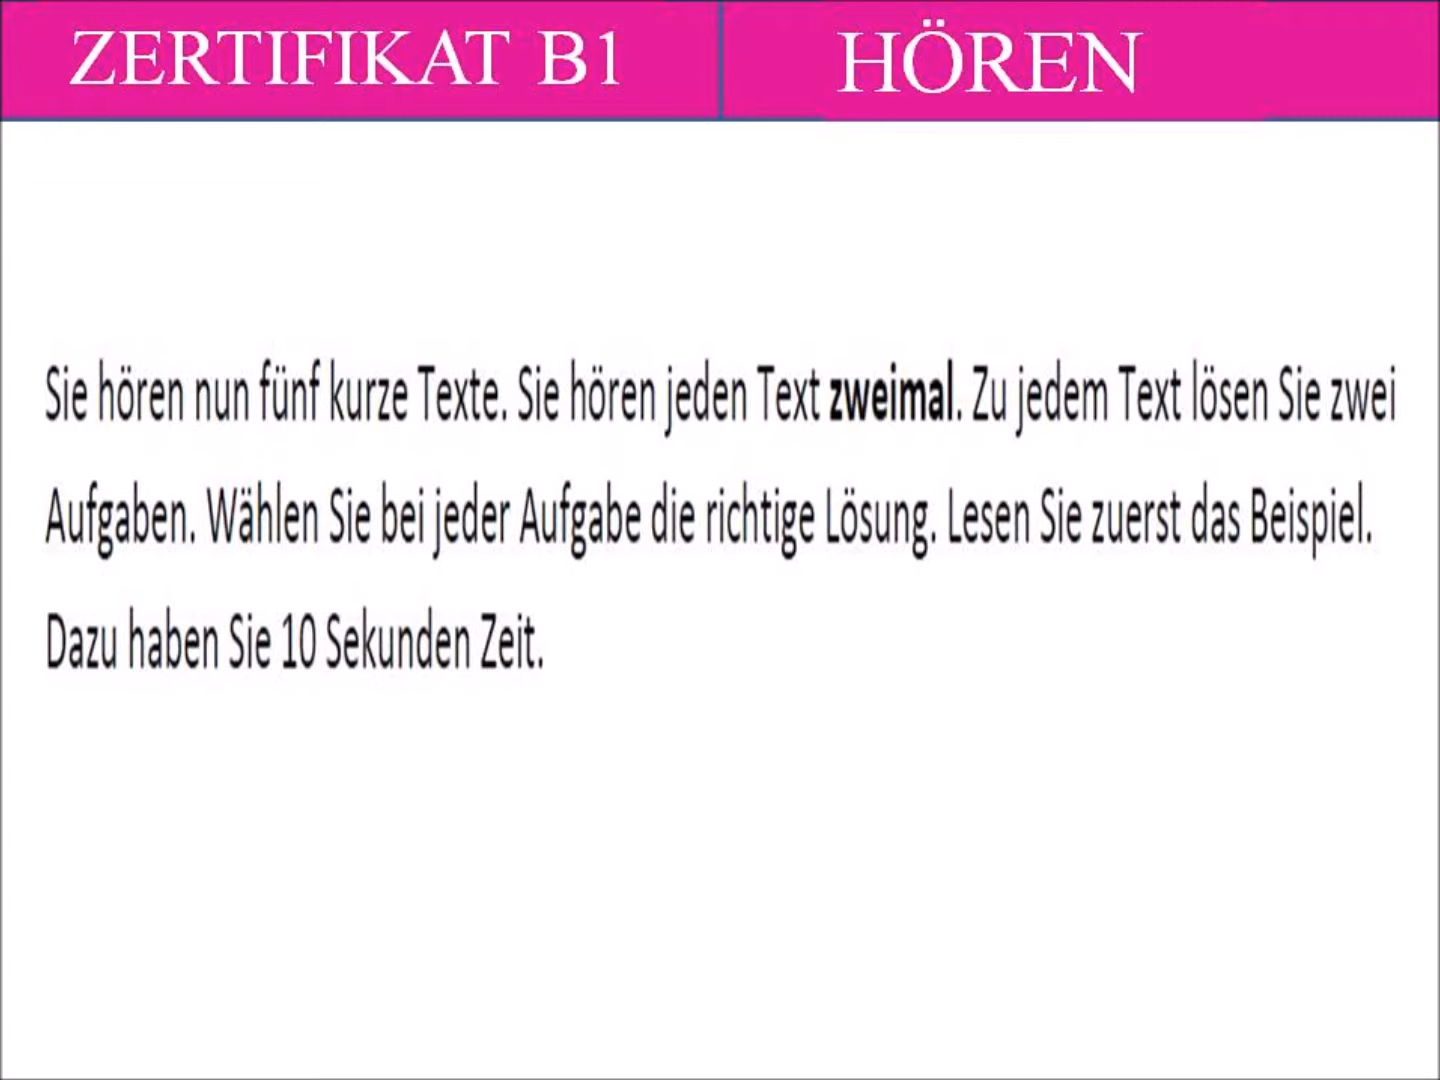 ZERTIFIKAT B1
HÖREN
Sie hören nun fünf kurze Texte. Sie hören jeden Text zweimal. Zu jedem Text lösen Sie zwei
Aufgaben. Wählen Sie bei jeder Aufgabe die richtige Lösung. Lesen Sie zuerst das Beispiel.
Dazu haben Sie 10 Sekunden Zeit.